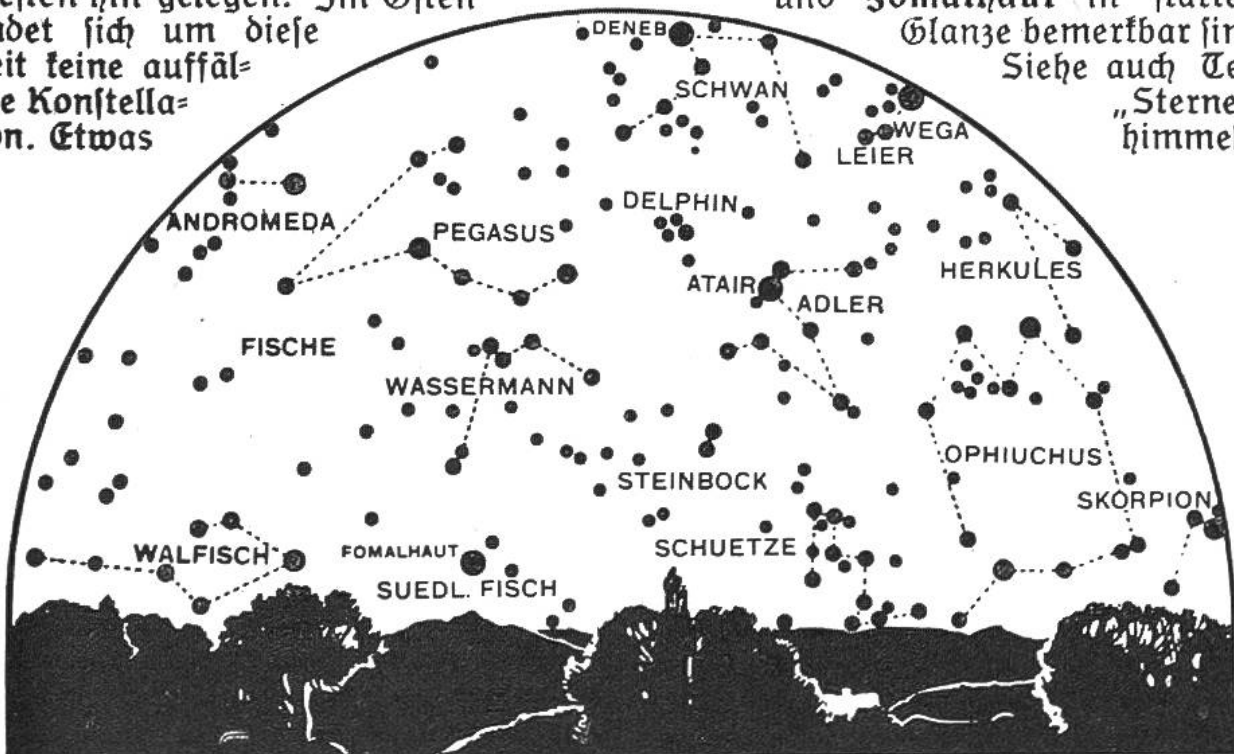 esten hin gelegen. Im Osten
det sich um diese
eit keine auffäl=
e Konstella=
on. Etwas
und Fomalhaut in
Glanze bemerkbar sin
Siehe auch Te
„Sterne
himmel
DENEB
SCHWAN
WEGA
LEIER
ANDROMEDA
DELPHIN
PEGASUS
HERKULES
ATAIR
ADLER
FISCHE
WASSERMANN
OPHIUCHUS
STEINBOCK
SKORPION
WALFISCH
FOMALHAUT
SCHUETZE
SUEDL. FISCH